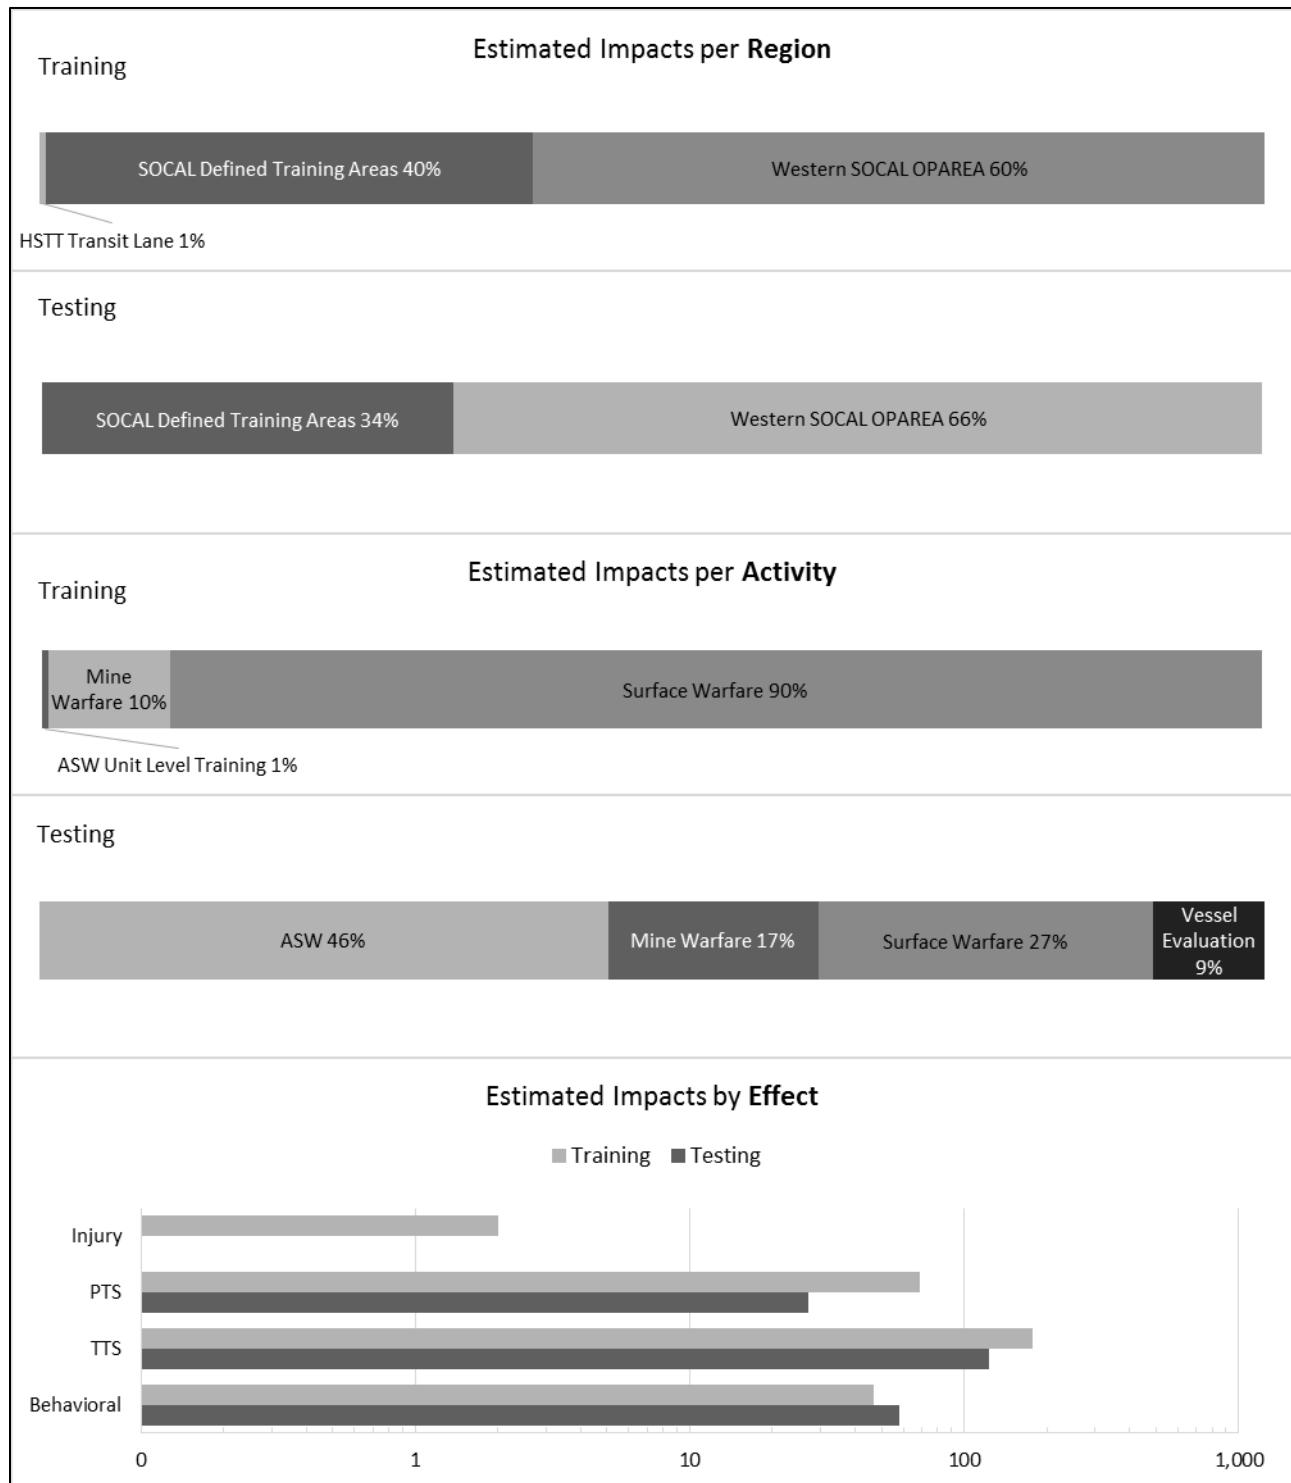 Estimated Impacts per Region
Training
SOCAL Defined Training Areas 40%
Western SOCAL OPAREA 60%
HSTT Transit Lane 1%
Testing
SOCAL Defined Training Areas 34%
Western SOCAL OPAREA 66%
Estimated Impacts per Activity
Training
Mine
Warfare 10%
Surface Warfare 90%
ASW Unit Level Training 1%
Testing
ASW 46%
Mine Warfare 17%
Surface Warfare 27%
Vessel
Evaluation
9%
Estimated Impacts by Effect
Training
Testing
Injury
PTS
TTS
Behavioral
0
1
10
100
1,000